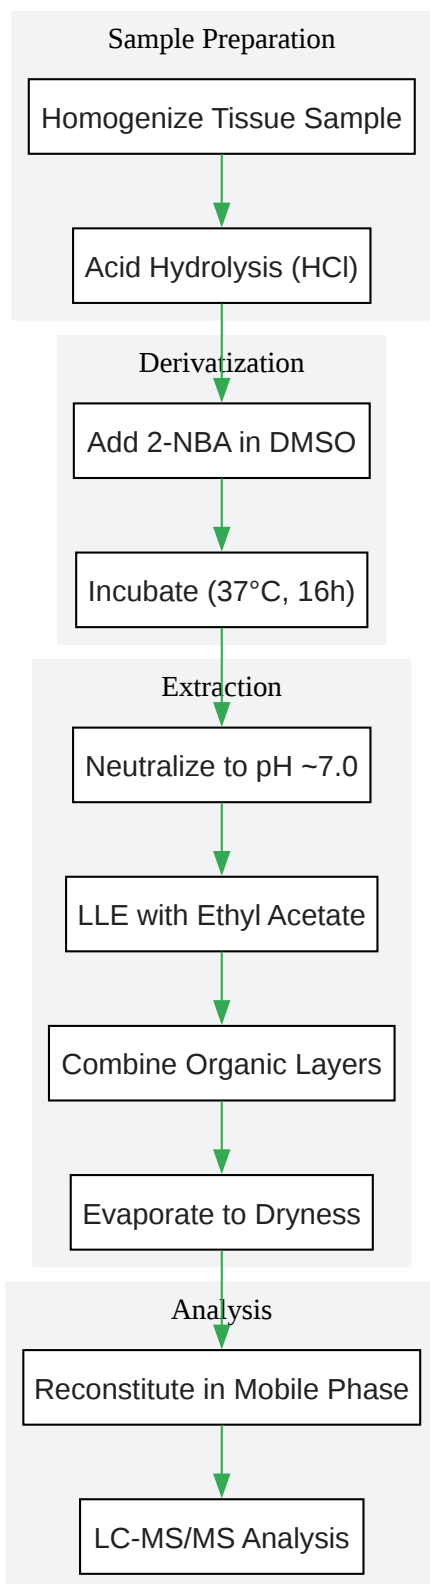 Sample Preparation
Homogenize Tissue Sample
Acid Hydrolysis (HCl)
Derivatization
Add 2-NBA in DMSO
Incubate (37°C, 16h)
Extraction
Neutralize to pH ~7.0
LLE with Ethyl Acetate
Combine Organic Layers
Evaporate to Dryness
Analysis
Reconstitute in Mobile Phase
LC-MS/MS Analysis